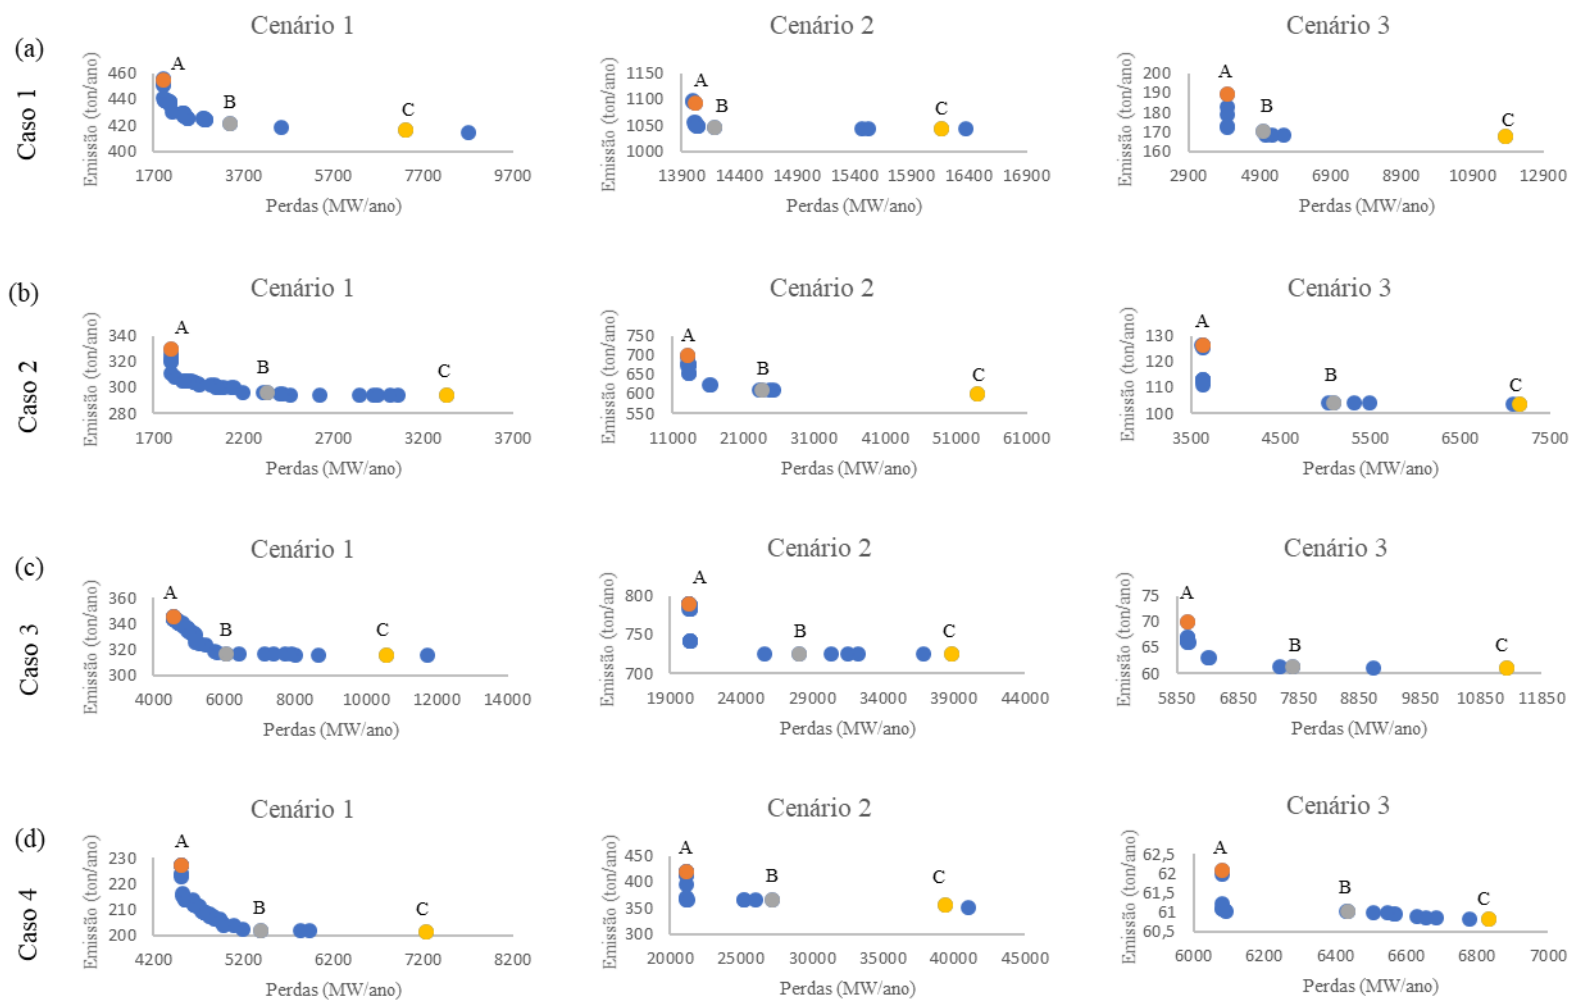 (a)
Caso 1
Cenário 1
Emissão (ton/ano)
460
440
420
400
A
B
C
1700 3700 5700 7700 9700
Perdas (MW/ano)
Cenário 2
Emissão (ton/ano)
1150
1100
1050
1000
A
B
C
13900 14400 14900 15400 15900 16400 16900
Perdas (MW/ano)
Cenário 3
Emissão (ton/ano)
200
190
180
170
160
A
B
C
2900 4900 6900 8900 10900 12900
Perdas (MW/ano)
(b)
Caso 2
Cenário 1
Emissão (ton/ano)
340
320
300
280
A
B
C
1700 2200 2700 3200 3700
Perdas (MW/ano)
Cenário 2
Emissão (ton/ano)
750
700
650
600
550
A
B
C
11000 21000 31000 41000 51000 61000
Perdas (MW/ano)
Cenário 3
Emissão (ton/ano)
130
120
110
100
A
B
C
3500 4500 5500 6500 7500
Perdas (MW/ano)
(c)
Caso 3
Cenário 1
Emissão (ton/ano)
360
340
320
300
A
B
C
4000 6000 8000 10000 12000 14000
Perdas (MW/ano)
Cenário 2
Emissão (ton/ano)
800
750
700
A
B
C
19000 24000 29000 34000 39000 44000
Perdas (MW/ano)
Cenário 3
Emissão (ton/ano)
75
70
65
60
A
B
C
5850 6850 7850 8850 9850 10850 11850
Perdas (MW/ano)
(d)
Caso 4
Cenário 1
Emissão (ton/ano)
230
220
210
200
A
B
C
4200 5200 6200 7200 8200
Perdas (MW/ano)
Cenário 2
Emissão (ton/ano)
450
400
350
300
A
B
C
20000 25000 30000 35000 40000 45000
Perdas (MW/ano)
Cenário 3
Emissão (ton/ano)
62,5
62
61,5
61
60,5
A
B
C
6000 6200 6400 6600 6800 7000
Perdas (MW/ano)